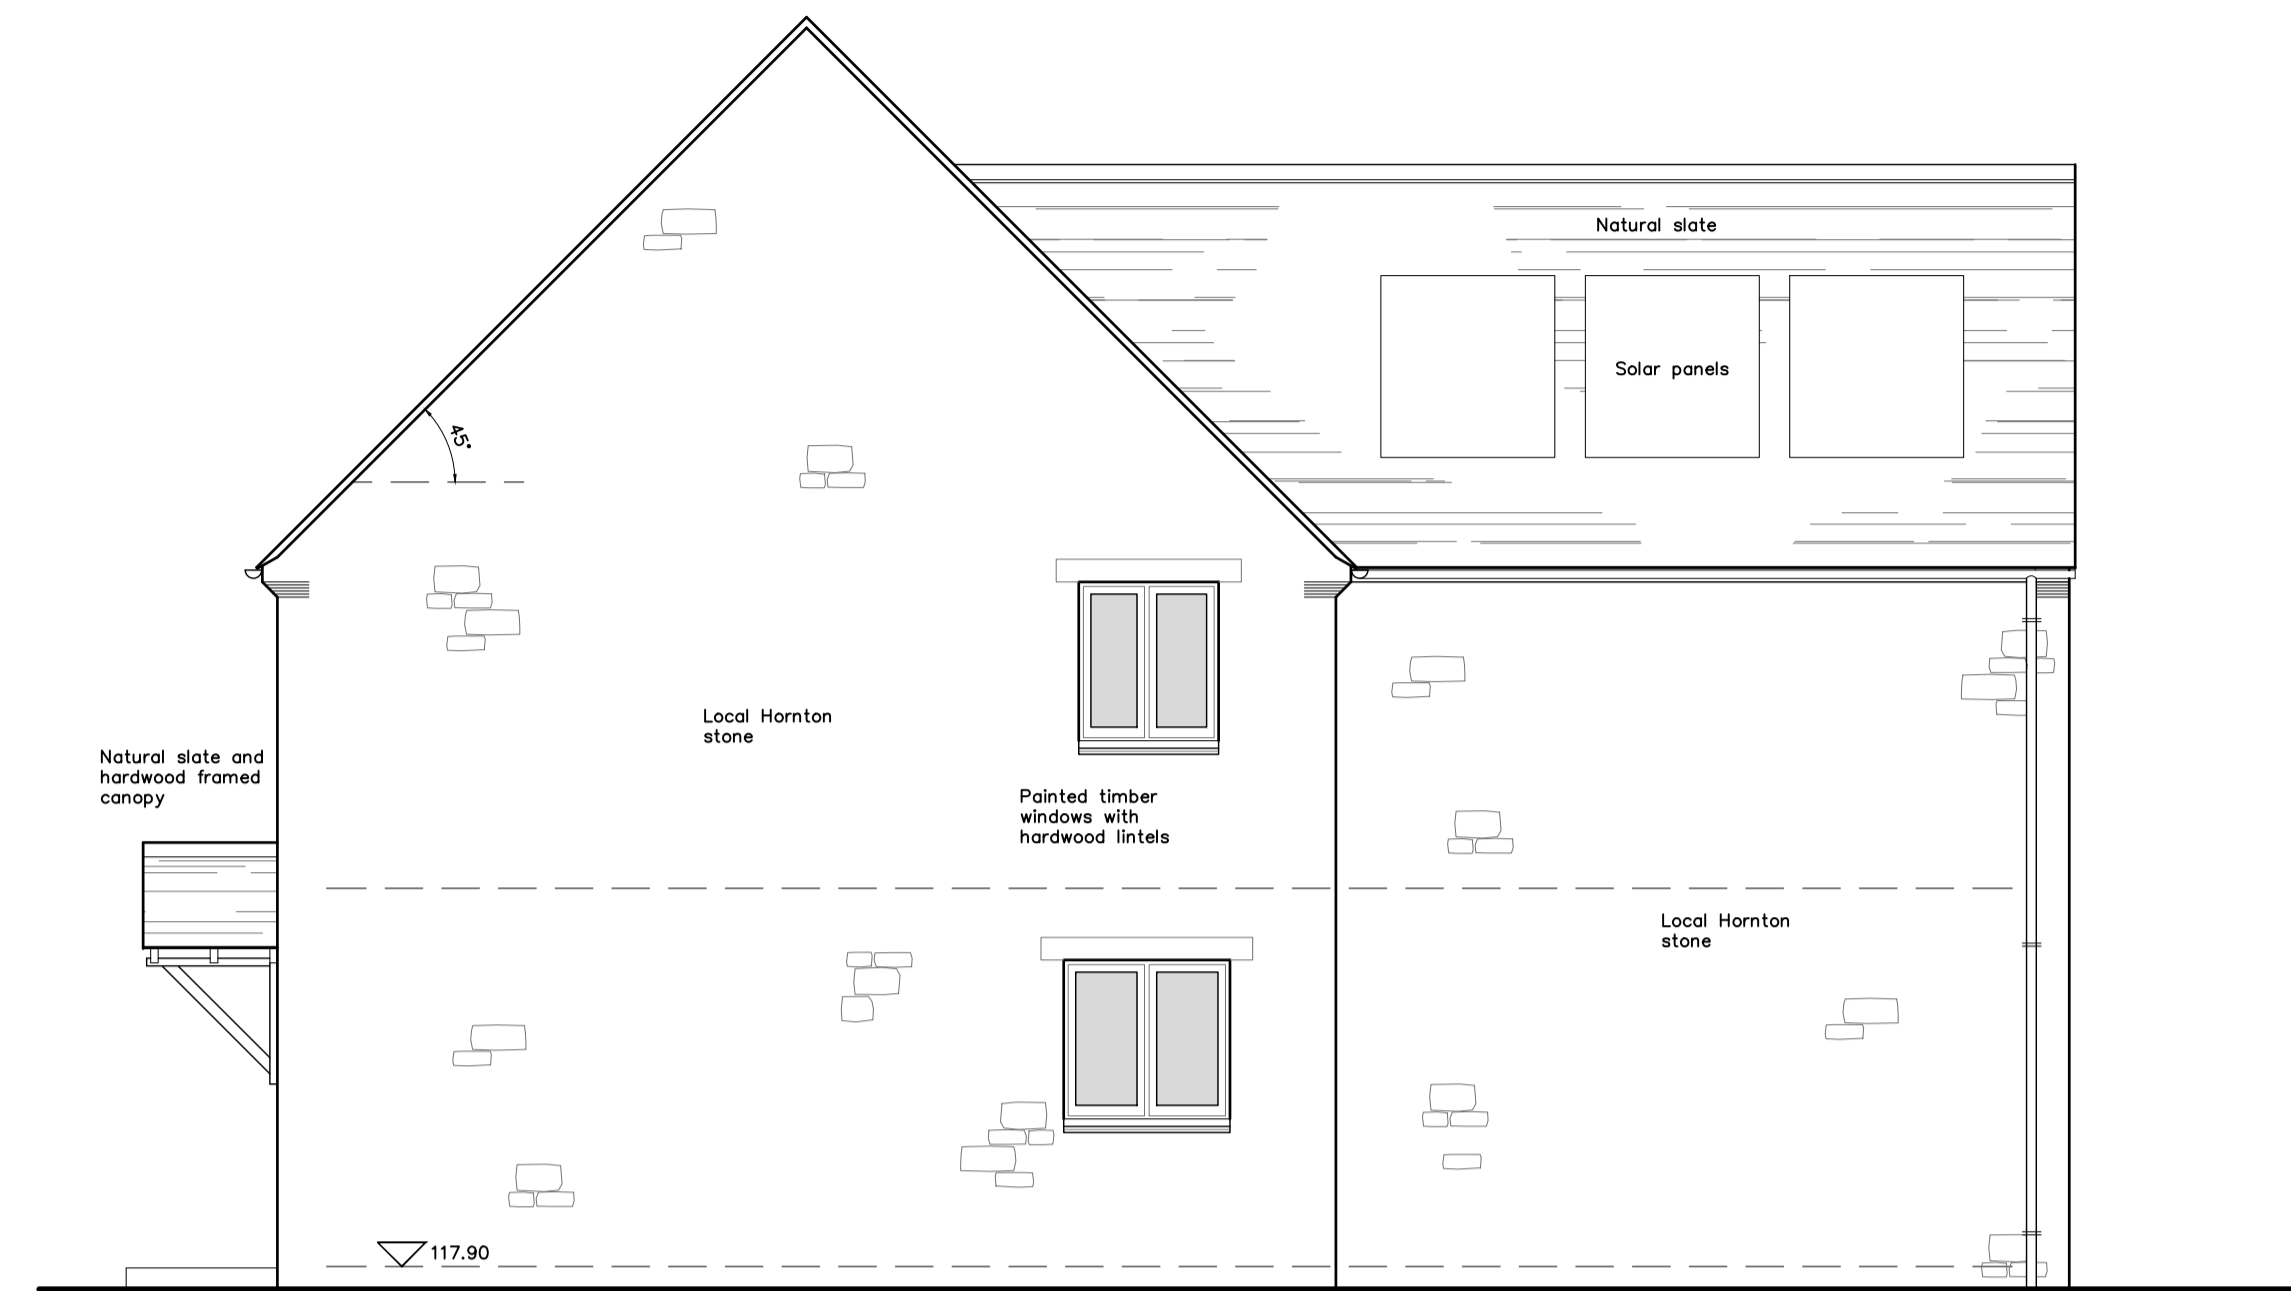 Natural slate
Solar panels
45°
Local Hornton
stone
Natural slate and
hardwood framed
canopy
Painted timber
windows with
hardwood lintels
Local Hornton
stone
117.90